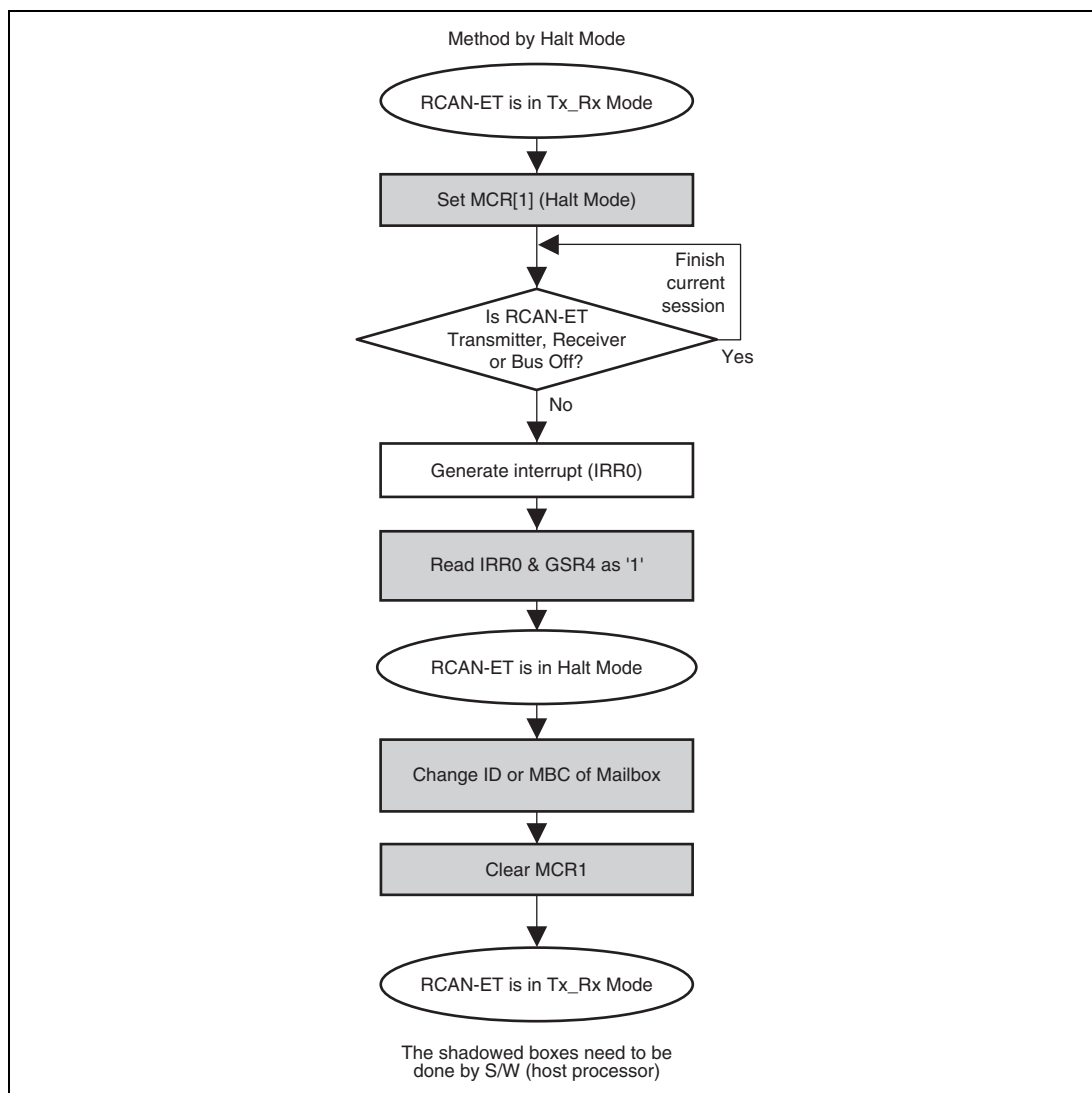 Method by Halt Mode
RCAN-ET is in Tx_Rx Mode
Set MCR[1] (Halt Mode)
Finish
current
session
Is RCAN-ET
Transmitter, Receiver
or Bus Off?
Yes
No
Generate interrupt (IRR0)
Read IRR0 & GSR4 as '1'
RCAN-ET is in Halt Mode
Change ID or MBC of Mailbox
Clear MCR1
RCAN-ET is in Tx_Rx Mode
The shadowed boxes need to be
done by S/W (host processor)